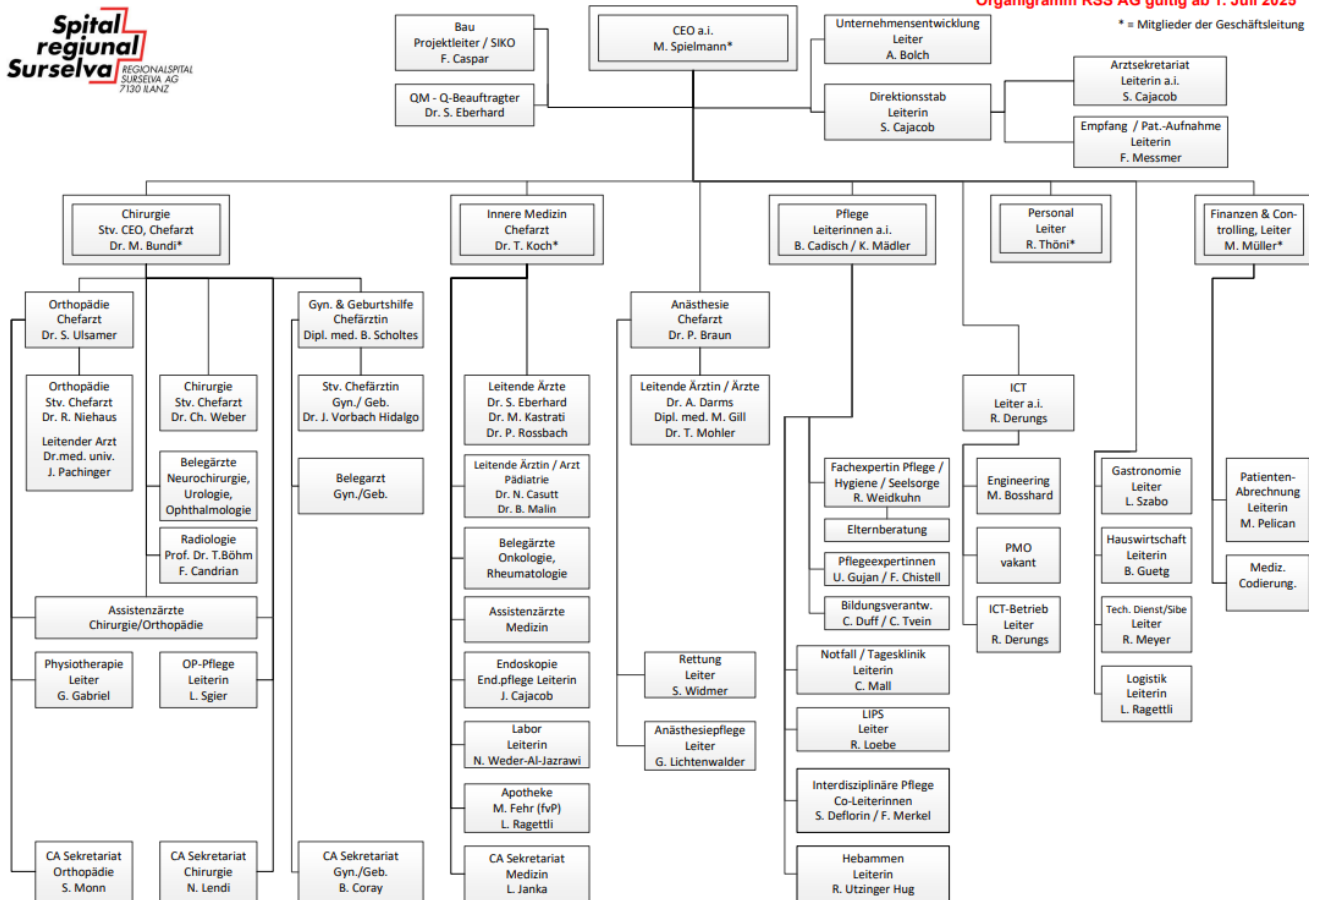 Organigramm RSS AG gültig ab 1. Juli 2025
* = Mitglieder der Geschäftsleitung
Spital
regiunal
Surselva
REGIONALSPITAL
SURSELVA AG
7130 ILANZ
Bau
Projektleiter / SIKO
F. Caspar
QM - Q-Beauftragter
Dr. S. Eberhard
CEO a.i.
M. Spielmann*
Unternehmensentwicklung
Leiter
A. Bolch
Direktionsstab
Leiterin
S. Cajacob
Arztsekretariat
Leiterin a.i.
S. Cajacob
Empfang / Pat.-Aufnahme
Leiterin
F. Messmer
Chirurgie
Stv. CEO, Chefarzt
Dr. M. Bundi*
Innere Medizin
Chefarzt
Dr. T. Koch*
Pflege
Leiterinnen a.i.
B. Cadisch / K. Mädler
Personal
Leiter
R. Thöni*
Finanzen & Con-
trolling, Leiter
M. Müller*
Orthopädie
Chefarzt
Dr. S. Ulsamer
Gyn. & Geburtshilfe
Chefärztin
Dipl. med. B. Scholtes
Anästhesie
Chefarzt
Dr. P. Braun
Orthopädie
Stv. Chefarzt
Dr. R. Niehaus
Leitender Arzt
Dr.med. univ.
J. Pachinger
Chirurgie
Stv. Chefarzt
Dr. Ch. Weber
Stv. Chefärztin
Gyn./ Geb.
Dr. J. Vorbach Hidalgo
Leitende Ärzte
Dr. S. Eberhard
Dr. M. Kastrati
Dr. P. Rossbach
Leitende Ärztin / Ärzte
Dr. A. Darms
Dipl. med. M. Gill
Dr. T. Mohler
ICT
Leiter a.i.
R. Derungs
Belegärzte
Neurochirurgie,
Urologie,
Ophthalmologie
Belegarzt
Gyn./Geb.
Leitende Ärztin / Arzt
Pädiatrie
Dr. N. Casutt
Dr. B. Malin
Fachexpertin Pflege /
Hygiene / Seelsorge
R. Weidkuhn
Elternberatung
Engineering
M. Bosshard
Gastronomie
Leiter
L. Szabo
Patienten-
Abrechnung
Leiterin
M. Pelican
Radiologie
Prof. Dr. T.Böhm
F. Candrian
Belegärzte
Onkologie,
Rheumatologie
Pflegeexpertinnen
U. Gujan / F. Chistell
PMO
vakant
Hauswirtschaft
Leiterin
B. Guetg
Mediz.
Codierung.
Assistenzärzte
Chirurgie/Orthopädie
Assistenzärzte
Medizin
Bildungsverantw.
C. Duff / C. Tvein
ICT-Betrieb
Leiter
R. Derungs
Tech. Dienst/Sibe
Leiter
R. Meyer
Physiotherapie
Leiter
G. Gabriel
OP-Pflege
Leiterin
L. Sgier
Endoskopie
End.pflege Leiterin
J. Cajacob
Rettung
Leiter
S. Widmer
Notfall / Tagesklinik
Leiterin
C. Mall
Logistik
Leiterin
L. Ragettli
Labor
Leiterin
N. Weder-Al-Jazrawi
Anästhesiepflege
Leiter
G. Lichtenwalder
LIPS
Leiter
R. Loebe
Apotheke
M. Fehr (fvP)
L. Ragettli
Interdisziplinäre Pflege
Co-Leiterinnen
S. Deflorin / F. Merkel
CA Sekretariat
Orthopädie
S. Monn
CA Sekretariat
Chirurgie
N. Lendi
CA Sekretariat
Gyn./Geb.
B. Coray
CA Sekretariat
Medizin
L. Janka
Hebammen
Leiterin
R. Utzinger Hug